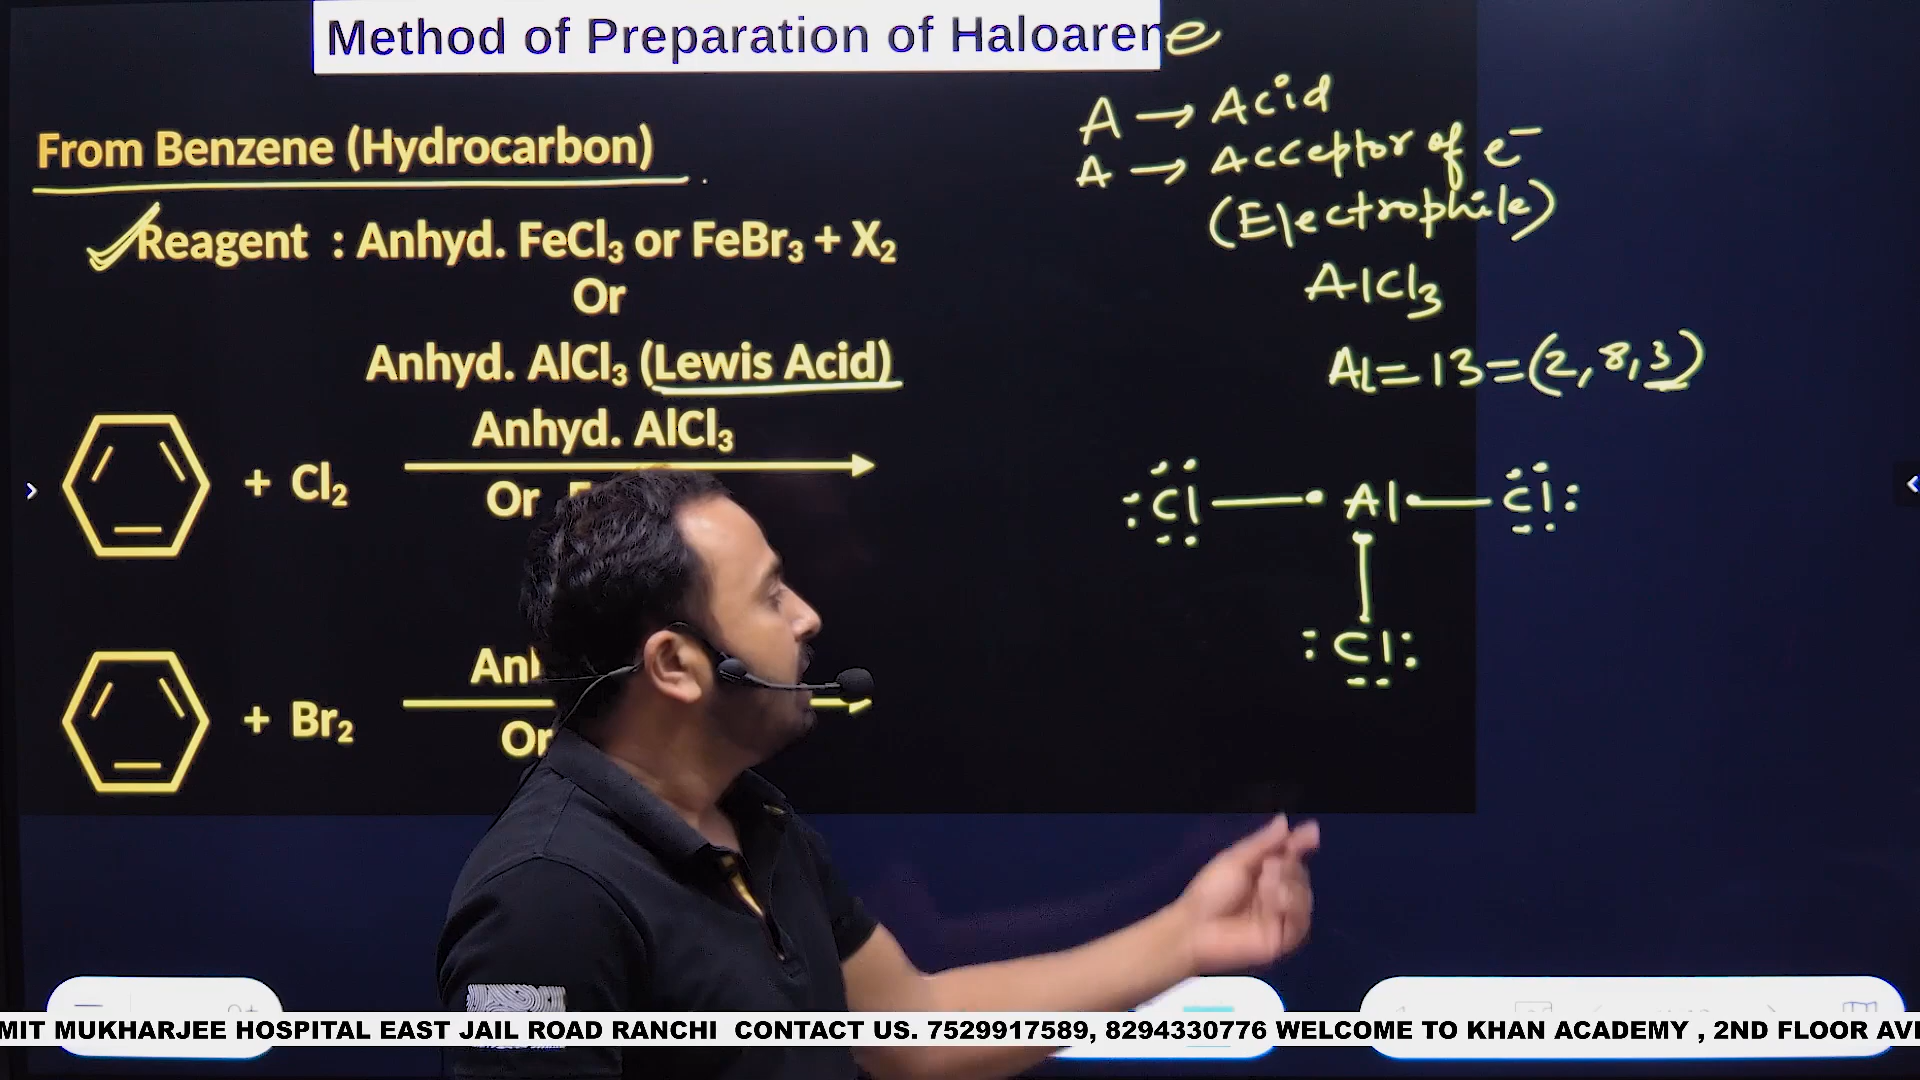 Method of Preparation of Haloarene
From Benzene (Hydrocarbon)
Reagent : Anhyd. FeCl₃ or FeBr₃ + X₂
Or
Anhyd. AlCl₃ (Lewis Acid)
Anhyd. AlCl₃
+ Cl₂
Or
+ Br₂
Or
A → Acid
A → Acceptor of e⁻
(Electrophile)
AlCl₃
Al = 13 = (2, 8, 3)
:Cl — Al — Cl:
:Cl:
MIT MUKHARJEE HOSPITAL EAST JAIL ROAD RANCHI CONTACT US. 7529917589, 8294330776 WELCOME TO KHAN ACADEMY , 2ND FLOOR AVI